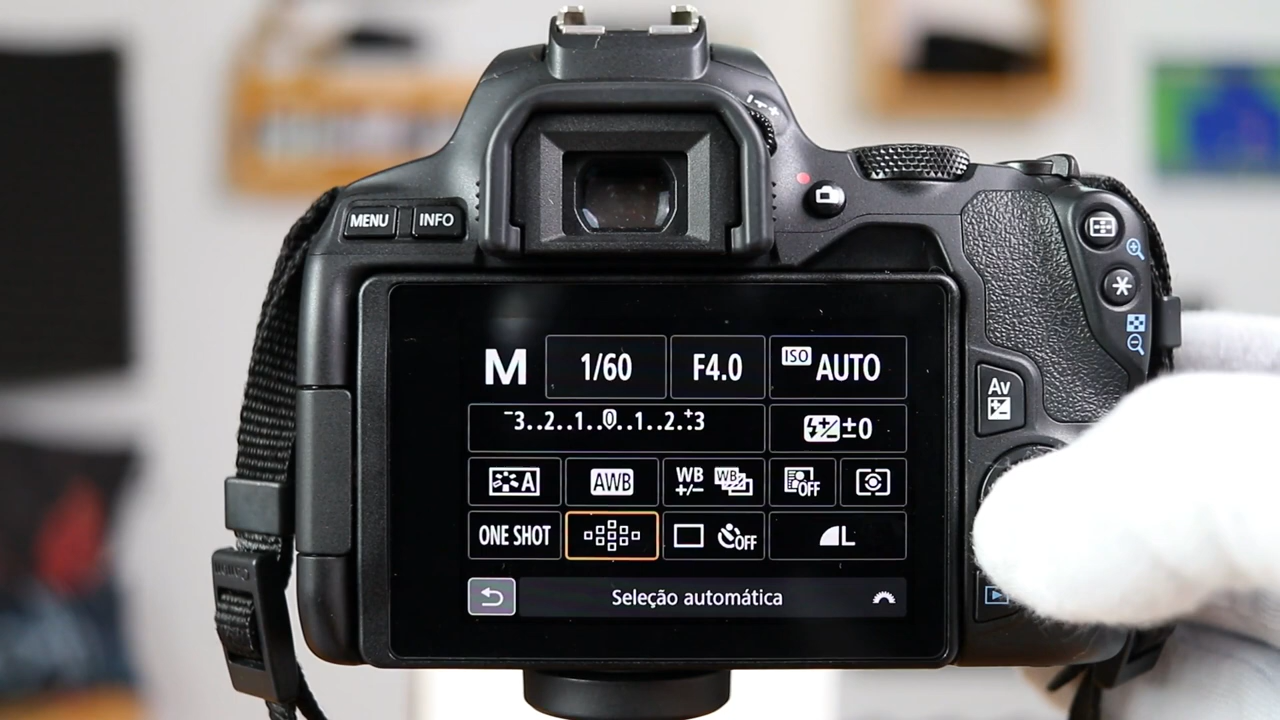 MENU INFO
M 1/60 F4.0 ISO AUTO
-3..2..1..0..1..2..+3 ±0
A AWB WB +/- WB OFF
ONE SHOT OFF L
Seleção automática
Av